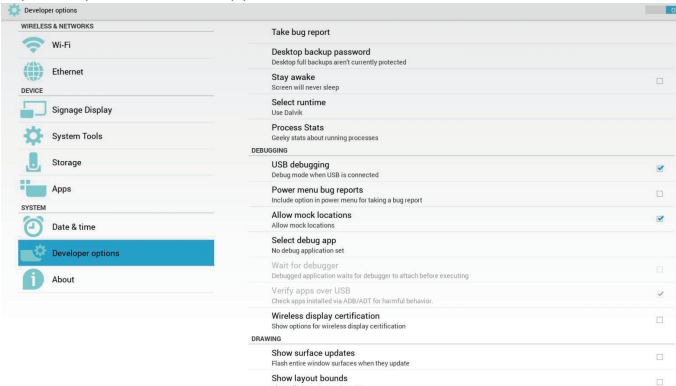 Developer options
WIRELESS & NETWORKS
Wi-Fi
Ethernet
DEVICE
Signage Display
System Tools
Storage
Apps
SYSTEM
Date & time
Developer options
About
Take bug report
Desktop backup password
Desktop full backups aren't currently protected
Stay awake
Screen will never sleep
Select runtime
Use Dalvik
Process Stats
Geeky stats about running processes
DEBUGGING
USB debugging
Debug mode when USB is connected
Power menu bug reports
Include option in power menu for taking a bug report
Allow mock locations
Allow mock locations
Select debug app
No debug application set
Wait for debugger
Debugged application waits for debugger to attach before executing
Verify apps over USB
Check apps installed via ADB/ADT for harmful behavior.
Wireless display certification
Show options for wireless display certification
DRAWING
Show surface updates
Flash entire window surfaces when they update
Show layout bounds